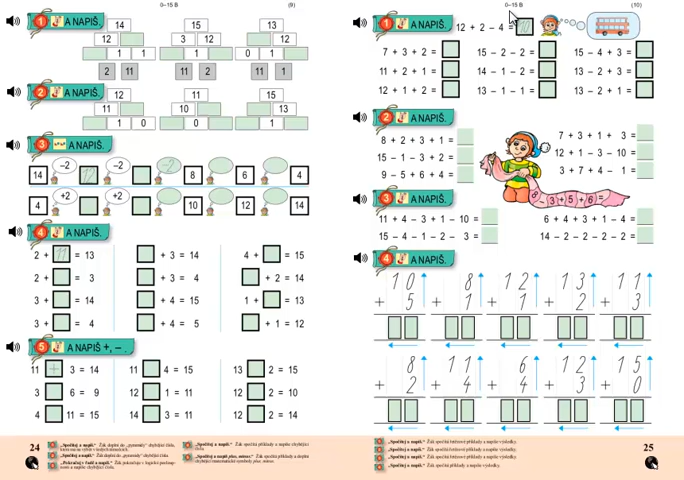 0–15 B (9)
1 A NAPIŠ.
14 15 13
12 3 12 12
1 1 1 0 1
2 11 11 2 11 1
2 A NAPIŠ.
12 11 15
11 10 13
1 0 1
3 A NAPIŠ.
14 –2 12 –2 –2 8 6 4
4 +2 +2 10 12 14
4 A NAPIŠ.
2 + 11 = 13 + 3 = 14 4 + = 15
2 + = 3 + 3 = 4 + 2 = 14
3 + = 14 + 4 = 15 1 + = 13
3 + = 4 + 4 = 5 + 1 = 12
5 A NAPIŠ +, – .
11 + 3 = 14 11 4 = 15 13 2 = 15
3 6 = 9 12 1 = 11 12 2 = 10
4 11 = 15 14 3 = 11 12 2 = 14
24
0–15 B (10)
1 A NAPIŠ. 12 + 2 – 4 =
7 + 3 + 2 = 15 – 2 – 2 = 15 – 4 + 3 =
11 + 2 + 1 = 14 – 1 – 2 = 13 – 2 + 3 =
12 + 1 + 2 = 13 – 1 – 1 = 13 – 2 + 1 =
2 A NAPIŠ.
8 + 2 + 3 + 1 = 7 + 3 + 1 + 3 =
15 – 1 – 3 + 2 = 12 + 1 – 3 – 10 =
9 – 5 + 6 + 4 = 3 + 7 + 4 – 1 =
8 – 3 + 5 + 6 =
3 A NAPIŠ.
11 + 4 – 3 + 1 – 10 = 6 + 4 + 3 + 1 – 4 =
15 – 4 – 1 – 2 – 3 = 14 – 2 – 2 – 2 – 2 =
4 A NAPIŠ.
10 8 12 13 11
+ 5 + 1 + 1 + 2 + 3
8 11 6 12 15
+ 2 + 4 + 4 + 3 + 0
25